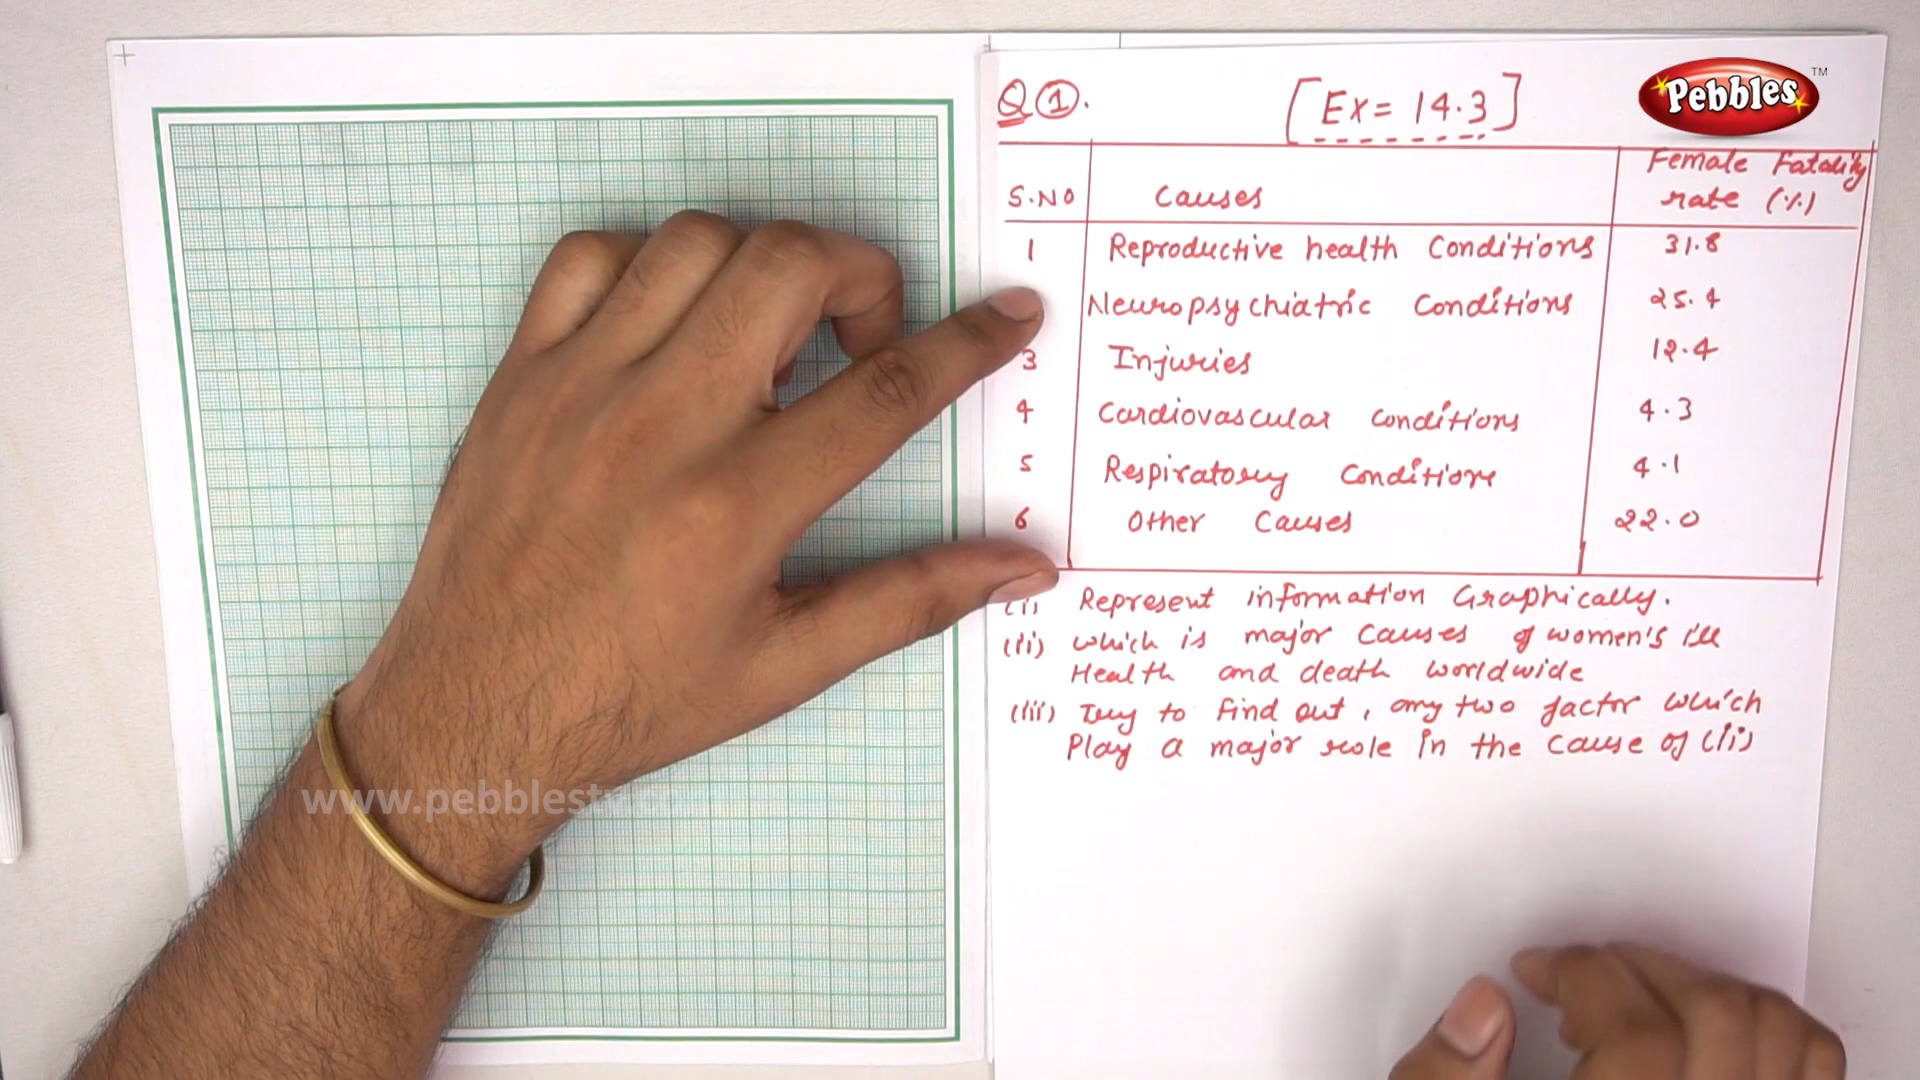 Q①. [Ex = 14.3]
Pebbles TM
S.NO Causes Female Fatality rate (%)
1 Reproductive health Conditions 31.8
Neuropsychiatric Conditions 25.4
3 Injuries 12.4
4 Cardiovascular Conditions 4.3
5 Respiratory Conditions 4.1
6 Other Causes 22.0
(i) Represent information Graphically.
(ii) which is major Causes of women's ill
Health and death worldwide
(iii) Try to find out, any two factor which
Play a major role in the Cause of (ii)
www.pebblest